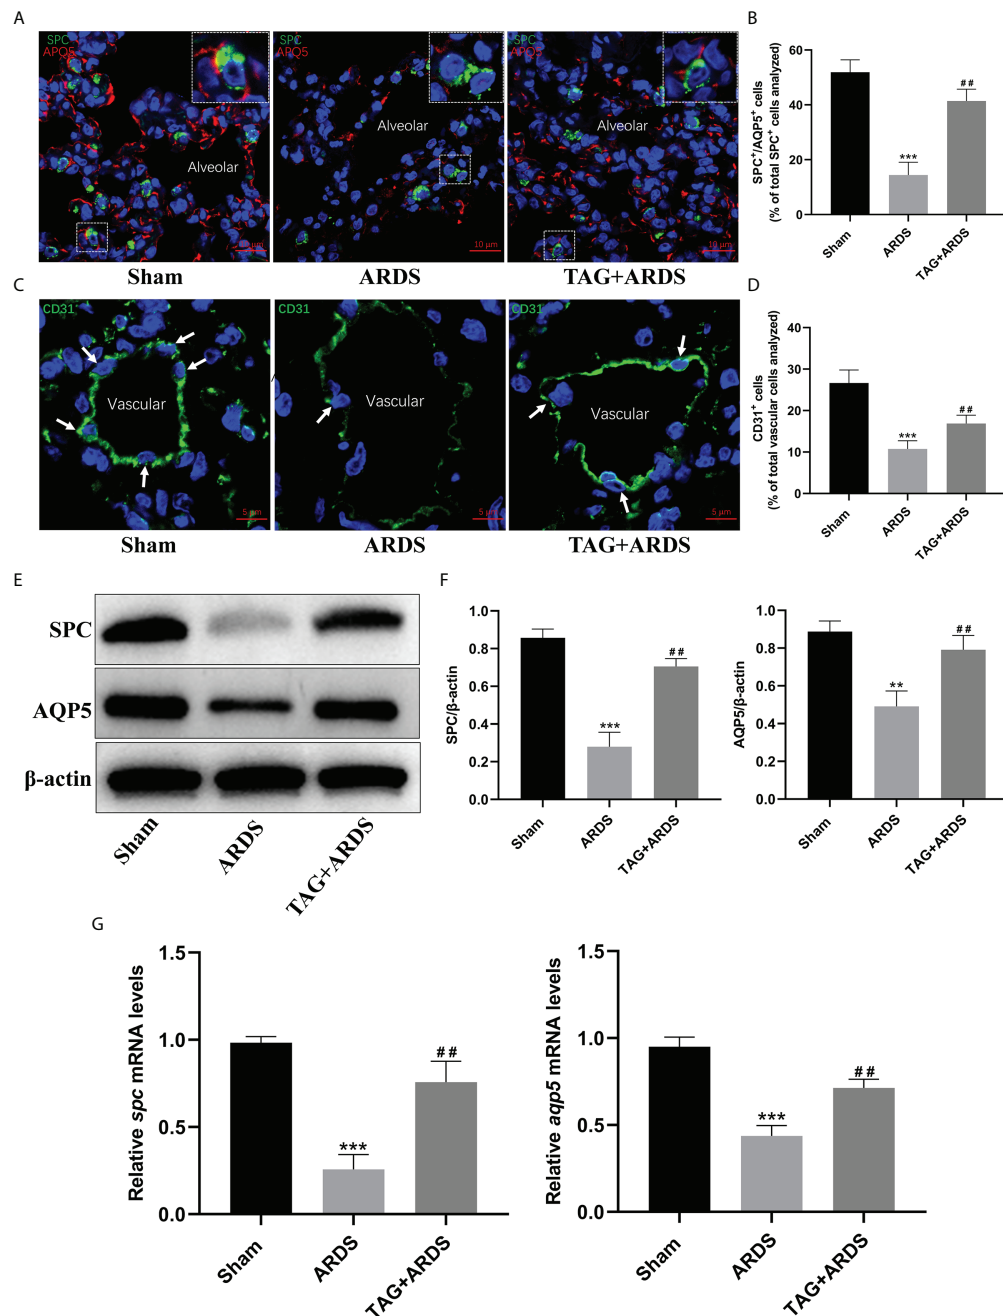 A
SPC
APQ5
Alveolar
10 μm
SPC
APQ5
Alveolar
10 μm
SPC
APQ5
Alveolar
10 μm
Sham
ARDS
TAG+ARDS
B
SPC⁺/AQP5⁺ cells
(% of total SPC⁺ cells analyzed)
60
40
20
0
***
##
Sham
ARDS
TAG+ARDS
C
CD31
Vascular
5 μm
CD31
Vascular
5 μm
CD31
Vascular
5 μm
Sham
ARDS
TAG+ARDS
D
CD31⁺ cells
(% of total vascular cells analyzed)
40
30
20
10
0
***
##
Sham
ARDS
TAG+ARDS
E
SPC
AQP5
β-actin
Sham
ARDS
TAG+ARDS
F
SPC/β-actin
1.0
0.8
0.6
0.4
0.2
0.0
***
##
Sham
ARDS
TAG+ARDS
AQP5/β-actin
1.0
0.8
0.6
0.4
0.2
0.0
**
##
Sham
ARDS
TAG+ARDS
G
Relative spc mRNA levels
1.5
1.0
0.5
0.0
***
##
Sham
ARDS
TAG+ARDS
Relative aqp5 mRNA levels
1.5
1.0
0.5
0.0
***
##
Sham
ARDS
TAG+ARDS